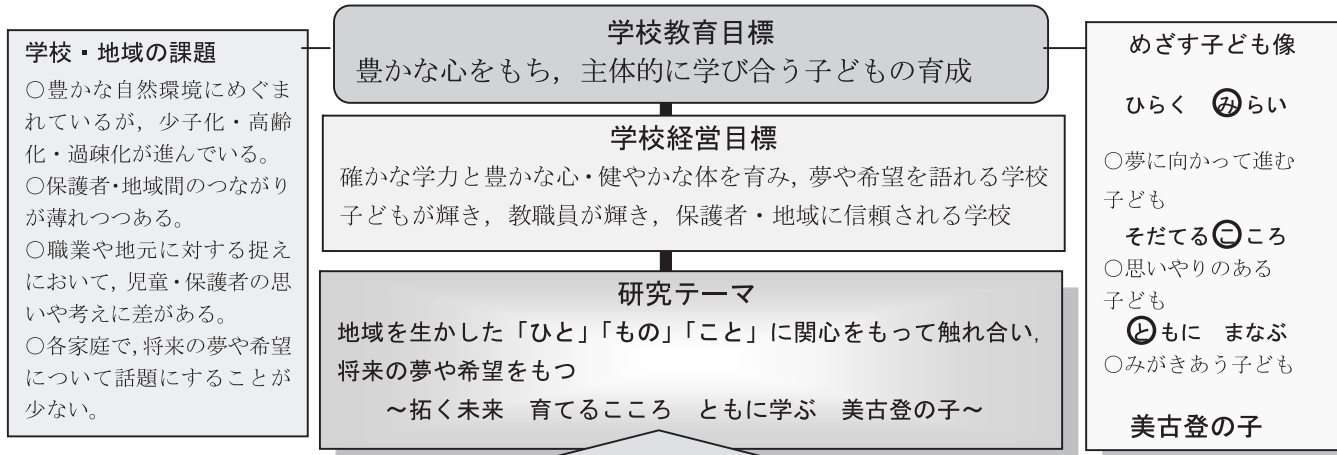 学校・地域の課題
○豊かな自然環境にめぐま
れているが，少子化・高齢
化・過疎化が進んでいる。
○保護者・地域間のつながり
が薄れつつある。
○職業や地元に対する捉え
において，児童・保護者の思
いや考えに差がある。
○各家庭で，将来の夢や希望
について話題にすることが
少ない。
学校教育目標
豊かな心をもち，主体的に学び合う子どもの育成
学校経営目標
確かな学力と豊かな心・健やかな体を育み，夢や希望を語れる学校
子どもが輝き，教職員が輝き，保護者・地域に信頼される学校
研究テーマ
地域を生かした「ひと」「もの」「こと」に関心をもって触れ合い，
将来の夢や希望をもつ
～拓く未来　育てるこころ　ともに学ぶ　美古登の子～
めざす子ども像
ひらく　みらい
○夢に向かって進む
子ども
そだてるこころ
○思いやりのある
子ども
ともに　まなぶ
○みがきあう子ども
美古登の子